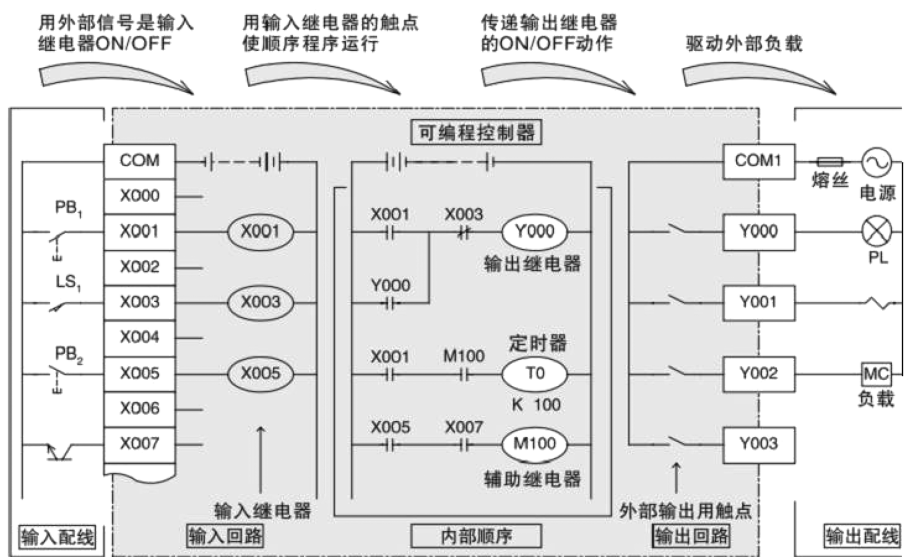 用外部信号是输入
继电器ON/OFF
用输入继电器的触点
使顺序程序运行
传递输出继电器
的ON/OFF动作
驱动外部负载
可编程控制器
COM
X000
X001
X002
X003
X004
X005
X006
X007
PB1
LS1
PB2
X001
X003
X005
输入继电器
输入配线
输入回路
X001
X003
Y000
输出继电器
Y000
定时器
X001
M100
T0
K 100
X005
X007
M100
辅助继电器
内部顺序
COM1
Y000
Y001
Y002
Y003
外部输出用触点
输出回路
熔丝
电源
PL
MC
负载
输出配线